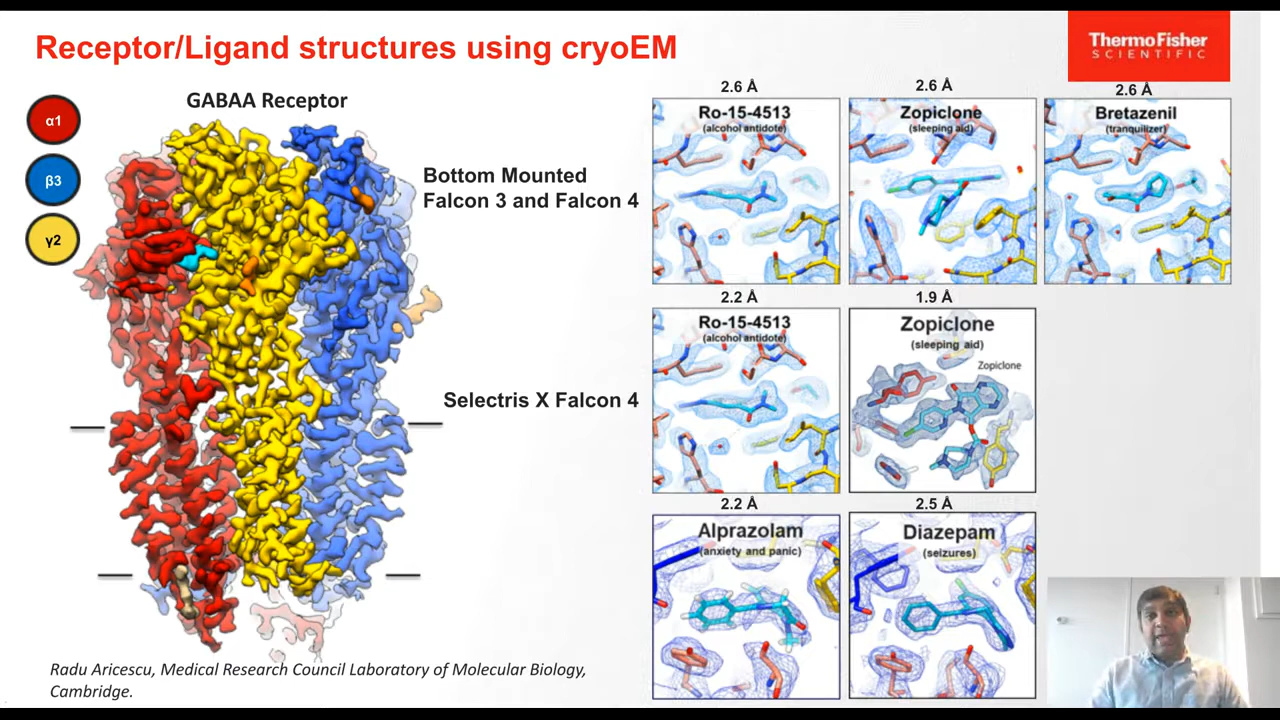 Receptor/Ligand structures using cryoEM
ThermoFisher
SCIENTIFIC
GABAA Receptor
α1
β3
γ2
Bottom Mounted
Falcon 3 and Falcon 4
2.6 Å
Ro-15-4513
(alcohol antidote)
2.6 Å
Zopiclone
(sleeping aid)
2.6 Å
Bretazenil
(tranquilizer)
Selectris X Falcon 4
2.2 Å
Ro-15-4513
(alcohol antidote)
1.9 Å
Zopiclone
(sleeping aid)
Zopiclone
2.2 Å
Alprazolam
(anxiety and panic)
2.5 Å
Diazepam
(seizures)
Radu Aricescu, Medical Research Council Laboratory of Molecular Biology,
Cambridge.